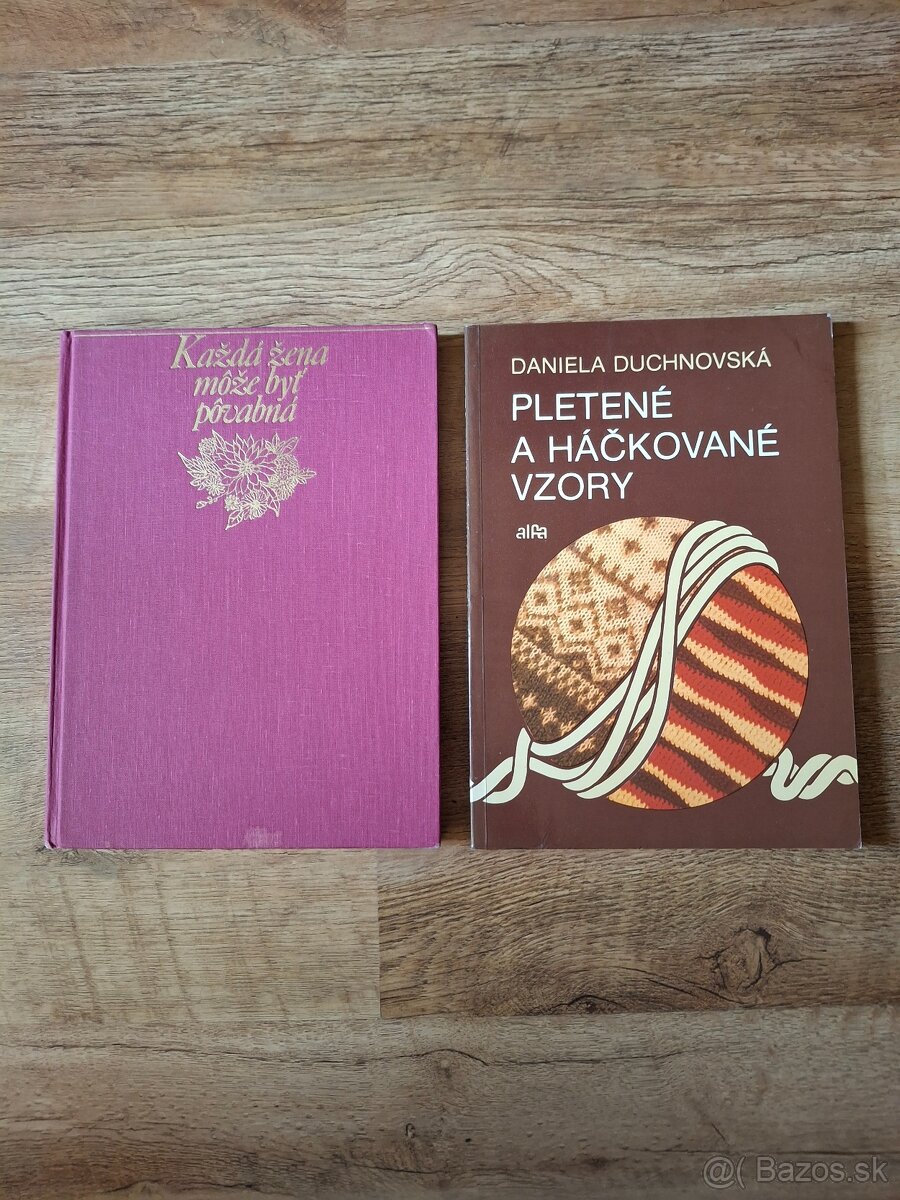 Každá žena
môže byť
pôvabná
DANIELA DUCHNOVSKÁ
PLETENÉ
A HÁČKOVANÉ
VZORY
alfa
@( Bazos.sk